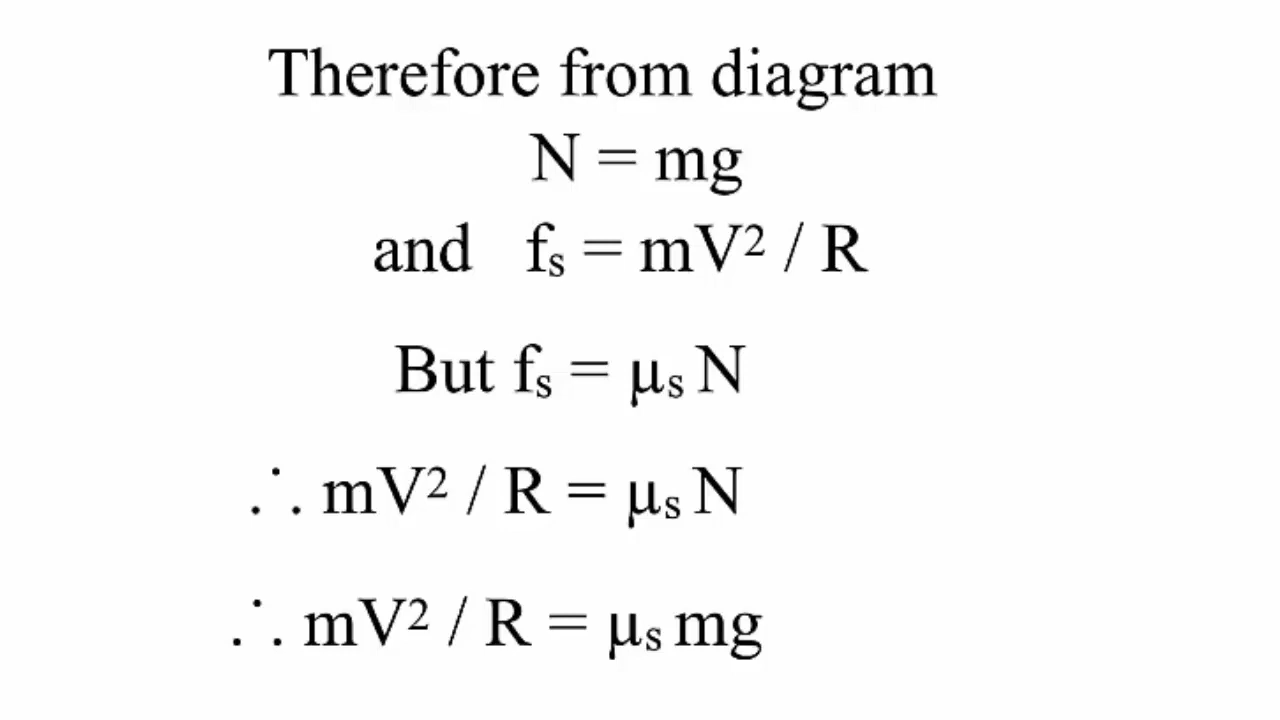 Therefore from diagram
N = mg
and fₛ = mV² / R
But fₛ = μₛ N
∴ mV² / R = μₛ N
∴ mV² / R = μₛ mg